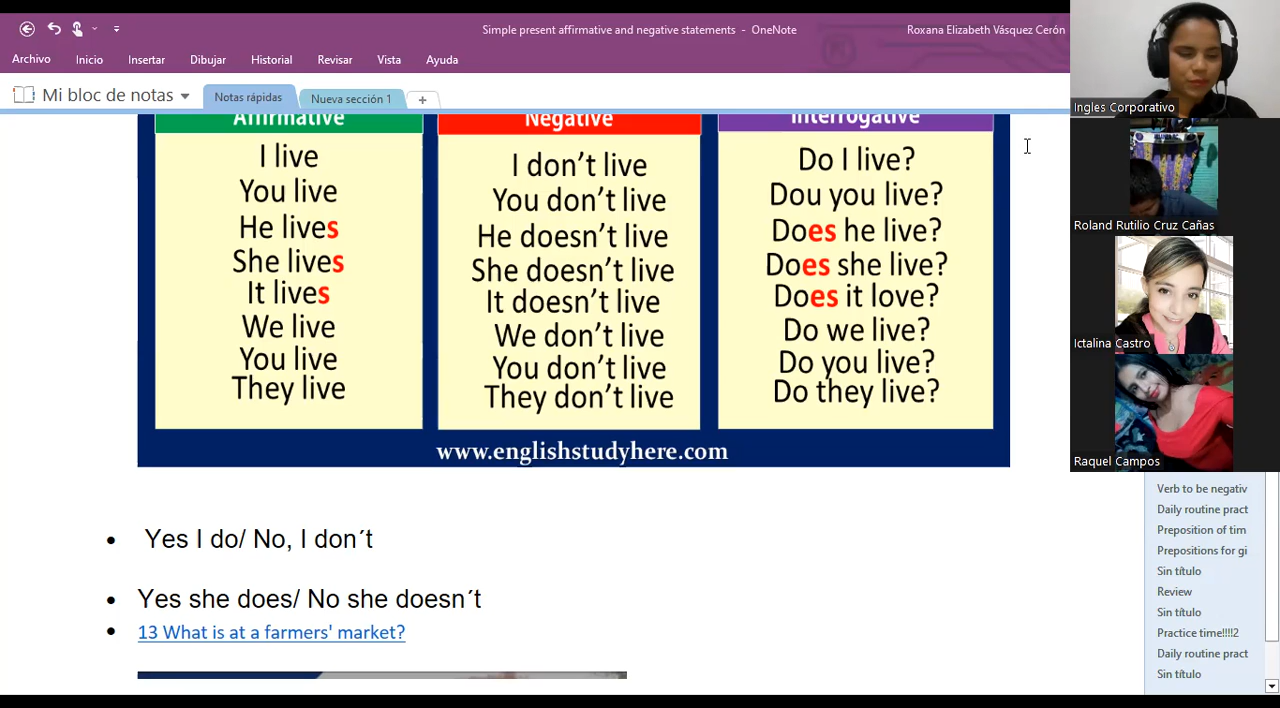 Simple present affirmative and negative statements - OneNote
Roxana Elizabeth Vásquez Cerón
Archivo Inicio Insertar Dibujar Historial Revisar Vista Ayuda
Mi bloc de notas
Notas rápidas
Nueva sección 1
Affirmative
I live
You live
He lives
She lives
It lives
We live
You live
They live
Negative
I don't live
You don't live
He doesn't live
She doesn't live
It doesn't live
We don't live
You don't live
They don't live
Interrogative
Do I live?
Dou you live?
Does he live?
Does she live?
Does it love?
Do we live?
Do you live?
Do they live?
www.englishstudyhere.com
Yes I do/ No, I don´t
Yes she does/ No she doesn´t
13 What is at a farmers' market?
Ingles Corporativo
Roland Rutilio Cruz Cañas
Ictalina Castro
Raquel Campos
Verb to be negativ
Daily routine pract
Preposition of tim
Prepositions for gi
Sin título
Review
Sin título
Practice time!!!!2
Daily routine pract
Sin título